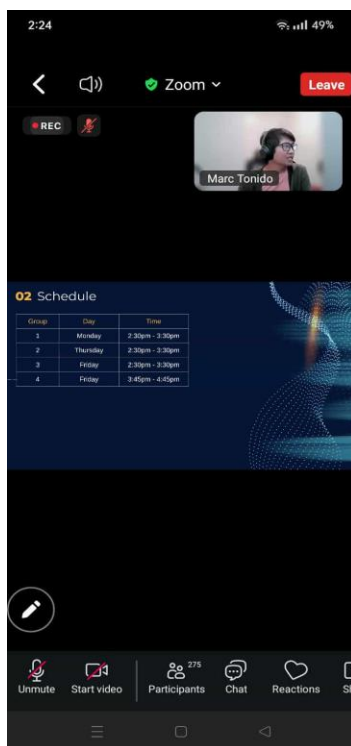 2:24 49%
Zoom Leave
REC
Marc Tonido
02 Schedule
Group Day Time
1 Monday 2:30pm - 3:30pm
2 Thursday 2:30pm - 3:30pm
3 Friday 2:30pm - 3:30pm
4 Friday 3:45pm - 4:45pm
275
Unmute Start video Participants Chat Reactions